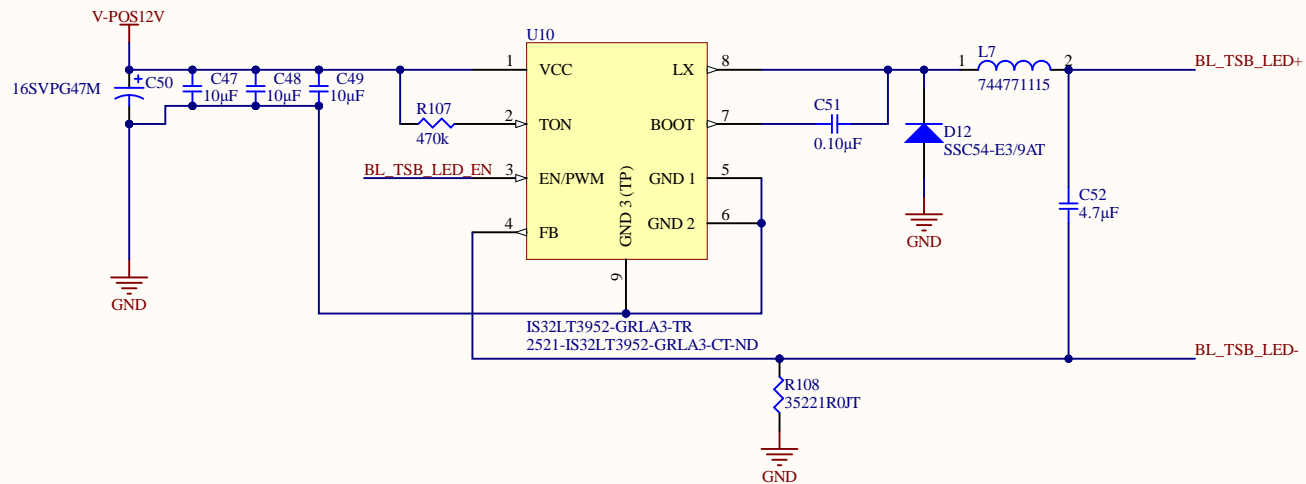 V-POS12V
16SVPG47M
+
C50
C47
10µF
C48
10µF
C49
10µF
R107
470k
BL_TSB_LED_EN
GND
U10
1
VCC
2
TON
3
EN/PWM
4
FB
LX
8
BOOT
7
GND 1
5
GND 2
6
GND 3 (TP)
9
IS32LT3952-GRLA3-TR
2521-IS32LT3952-GRLA3-CT-ND
C51
0.10µF
D12
SSC54-E3/9AT
GND
L7
1
2
744771115
BL_TSB_LED+
C52
4.7µF
BL_TSB_LED-
R108
35221R0JT
GND